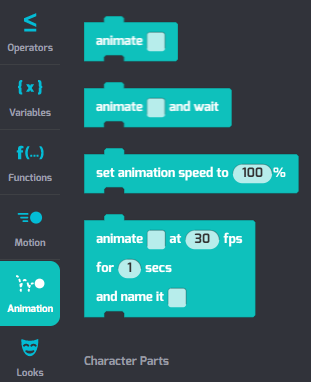 ≤
Operators
{x}
Variables
f(...)
Functions
Motion
Animation
Looks
animate
animate and wait
set animation speed to 100 %
animate at 30 fps
for 1 secs
and name it
Character Parts